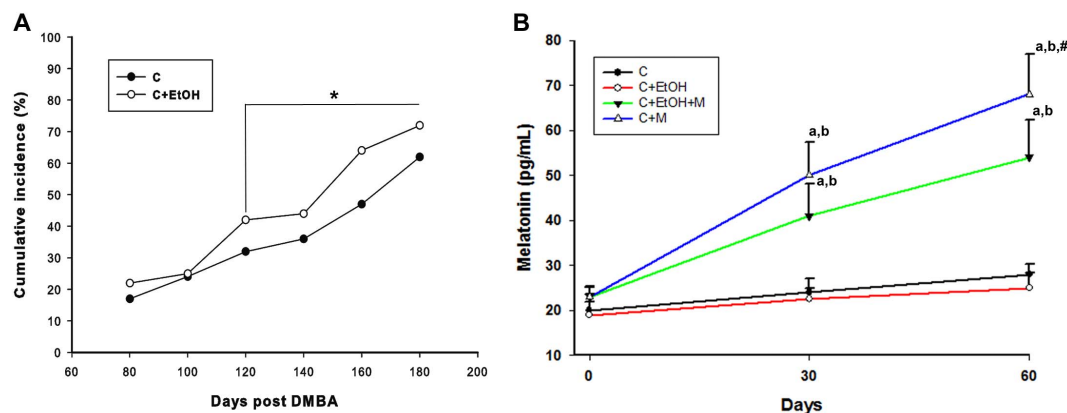 A
Cumulative incidence (%)
100
90
80
70
60
50
40
30
20
10
0
C
C+EtOH
*
60 80 100 120 140 160 180 200
Days post DMBA
B
Melatonin (pg/mL)
80
70
60
50
40
30
20
10
C
C+EtOH
C+EtOH+M
C+M
a,b,#
a,b
a,b
a,b
0 30 60
Days